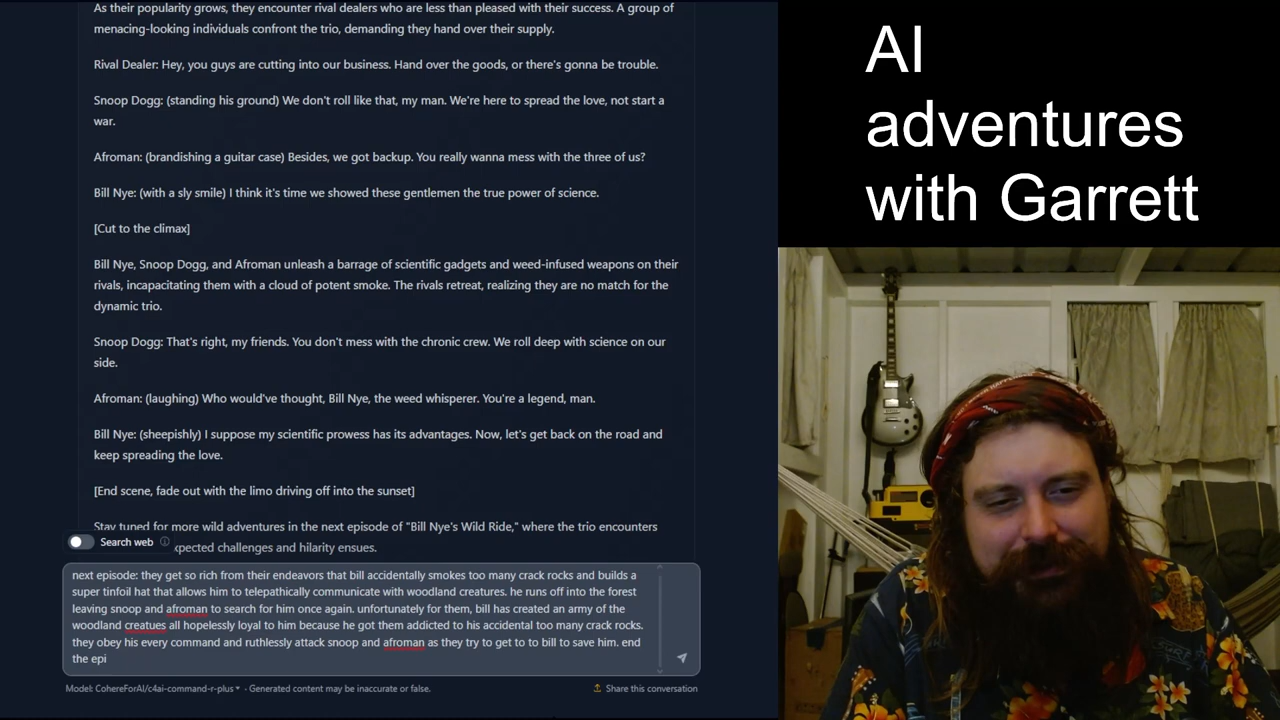 As their popularity grows, they encounter rival dealers who are less than pleased with their success. A group of
menacing-looking individuals confront the trio, demanding they hand over their supply.
Rival Dealer: Hey, you guys are cutting into our business. Hand over the goods, or there's gonna be trouble.
Snoop Dogg: (standing his ground) We don't roll like that, my man. We're here to spread the love, not start a
war.
Afroman: (brandishing a guitar case) Besides, we got backup. You really wanna mess with the three of us?
Bill Nye: (with a sly smile) I think it's time we showed these gentlemen the true power of science.
[Cut to the climax]
Bill Nye, Snoop Dogg, and Afroman unleash a barrage of scientific gadgets and weed-infused weapons on their
rivals, incapacitating them with a cloud of potent smoke. The rivals retreat, realizing they are no match for the
dynamic trio.
Snoop Dogg: That's right, my friends. You don't mess with the chronic crew. We roll deep with science on our
side.
Afroman: (laughing) Who would've thought, Bill Nye, the weed whisperer. You're a legend, man.
Bill Nye: (sheepishly) I suppose my scientific prowess has its advantages. Now, let's get back on the road and
keep spreading the love.
[End scene, fade out with the limo driving off into the sunset]
Stay tuned for more wild adventures in the next episode of "Bill Nye's Wild Ride," where the trio encounters
xpected challenges and hilarity ensues.
Search web
next episode: they get so rich from their endeavors that bill accidentally smokes too many crack rocks and builds a
super tinfoil hat that allows him to telepathically communicate with woodland creatures. he runs off into the forest
leaving snoop and afroman to search for him once again. unfortunately for them, bill has created an army of the
woodland creatues all hopelessly loyal to him because he got them addicted to his accidental too many crack rocks.
they obey his every command and ruthlessly attack snoop and afroman as they try to get to to bill to save him. end
the epi
Model: CohereForAI/c4ai-command-r-plus · Generated content may be inaccurate or false.
Share this conversation
AI
adventures
with Garrett